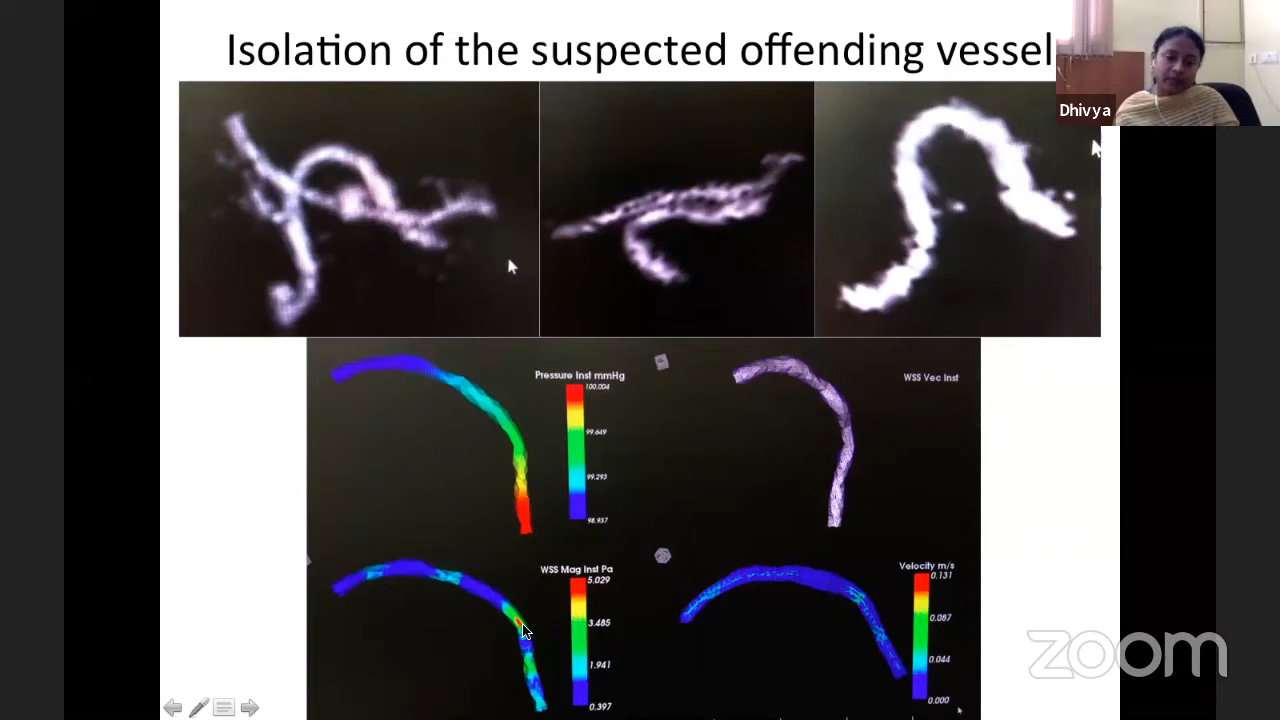 Isolation of the suspected offending vessel
Dhivya
Pressure Inst mmHg
100.004
99.649
99.293
98.937
WSS Vec Inst
WSS Mag Inst Pa
5.029
3.485
1.941
0.397
Velocity m/s
0.131
0.087
0.044
0.000
zoom